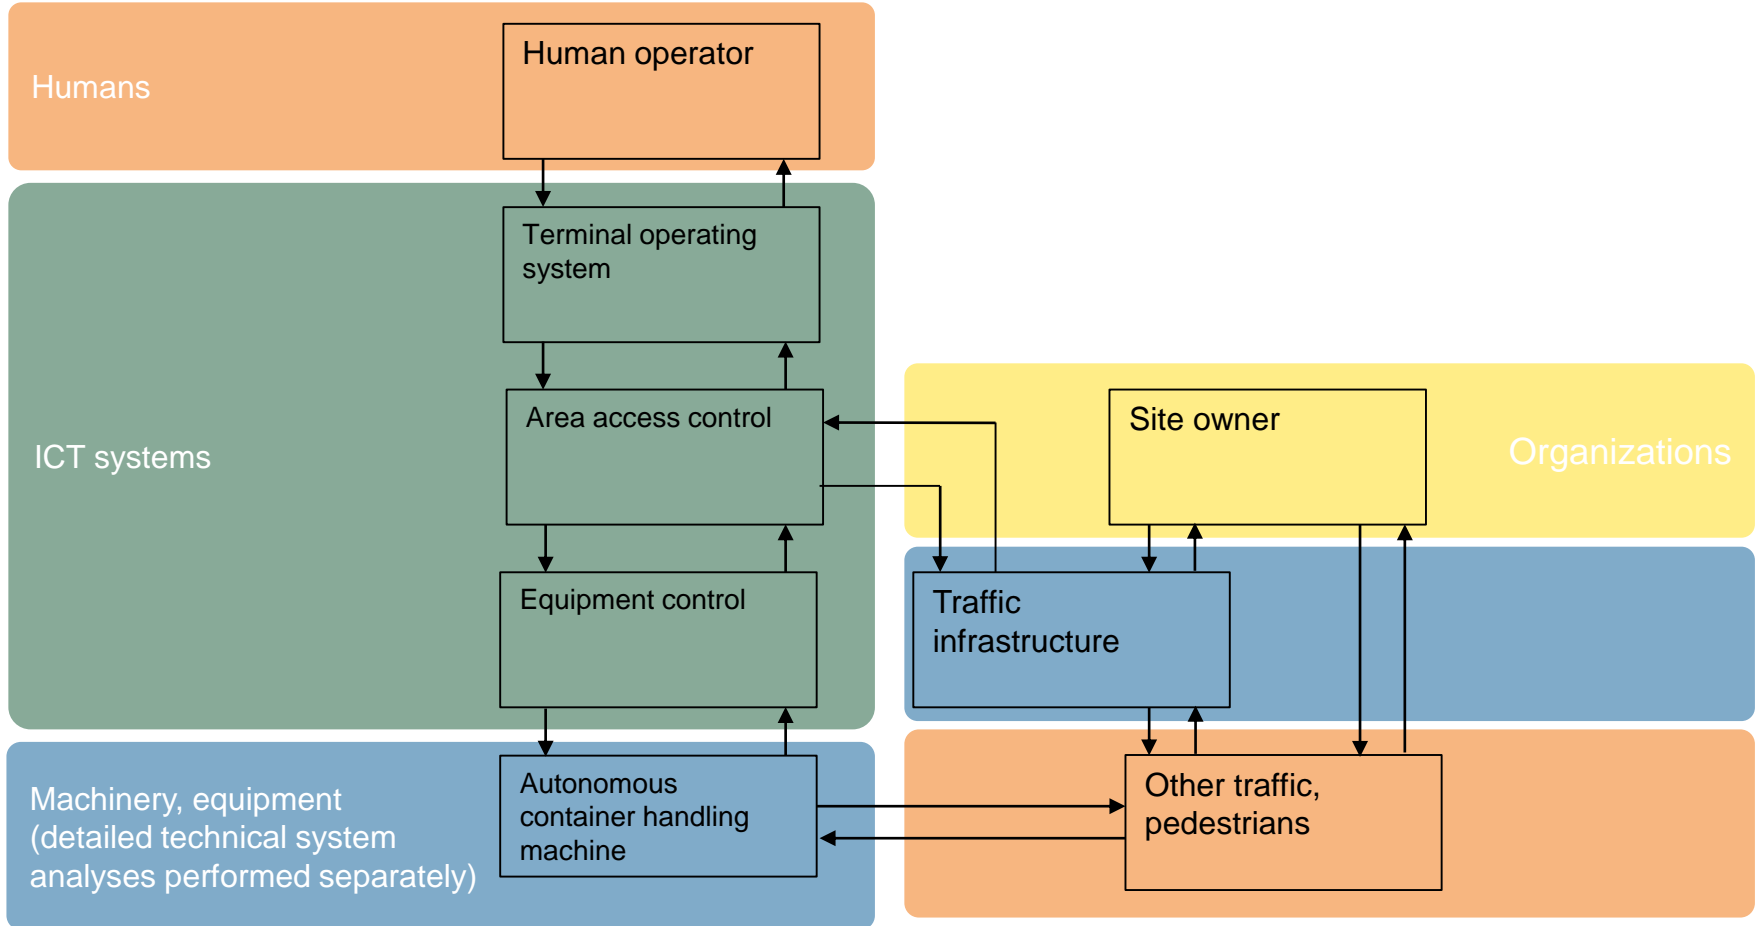 Humans
Human operator
Terminal operating
system
Area access control
ICT systems
Equipment control
Machinery, equipment
(detailed technical system
analyses performed separately)
Autonomous
container handling
machine
Site owner
Organizations
Traffic
infrastructure
Other traffic,
pedestrians